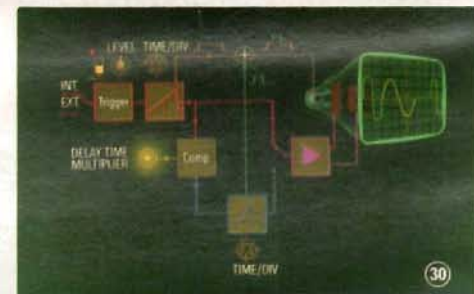 LEVEL TIME/DIV
INT.
EXT.
Trigger
DELAY TIME
MULTIPLIER
Comp.
TIME/DIV
30